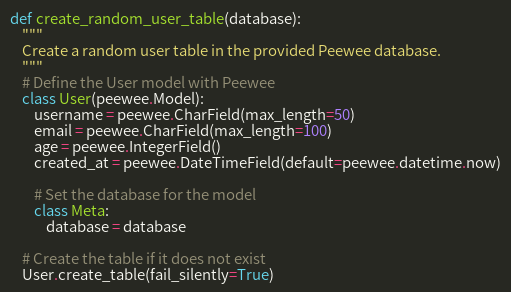 def create_random_user_table(database):
    """
    Create a random user table in the provided Peewee database.
    """
    # Define the User model with Peewee
    class User(peewee.Model):
        username = peewee.CharField(max_length=50)
        email = peewee.CharField(max_length=100)
        age = peewee.IntegerField()
        created_at = peewee.DateTimeField(default=peewee.datetime.now)

        # Set the database for the model
        class Meta:
            database = database

    # Create the table if it does not exist
    User.create_table(fail_silently=True)